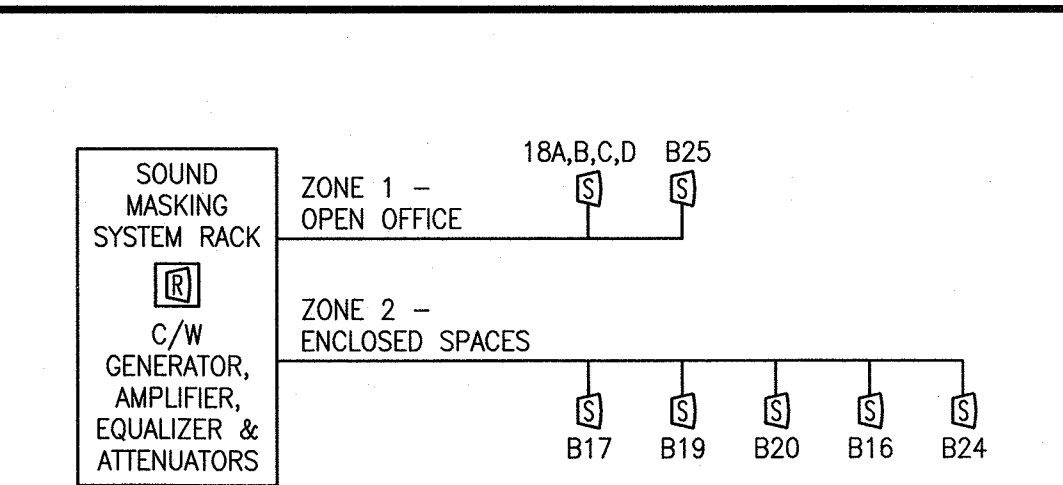 SOUND
MASKING
SYSTEM RACK
R
C/W
GENERATOR,
AMPLIFIER,
EQUALIZER &
ATTENUATORS
ZONE 1 –
OPEN OFFICE
18A,B,C,D B25
S S
ZONE 2 –
ENCLOSED SPACES
S S S S S
B17 B19 B20 B16 B24